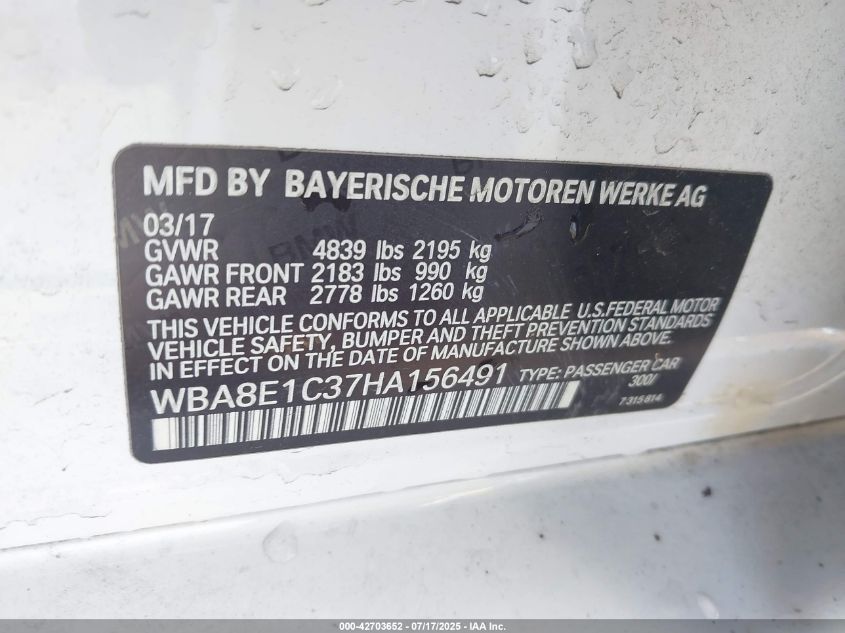 MFD BY BAYERISCHE MOTOREN WERKE AG
03/17
GVWR 4839 lbs 2195 kg
GAWR FRONT 2183 lbs 990 kg
GAWR REAR 2778 lbs 1260 kg
THIS VEHICLE CONFORMS TO ALL APPLICABLE U.S.FEDERAL MOTOR
VEHICLE SAFETY, BUMPER AND THEFT PREVENTION STANDARDS
IN EFFECT ON THE DATE OF MANUFACTURE SHOWN ABOVE.
WBA8E1C37HA156491 TYPE: PASSENGER CAR
300/
7 315 814
000-42703652 / 07/17/2025 - IAA Inc.